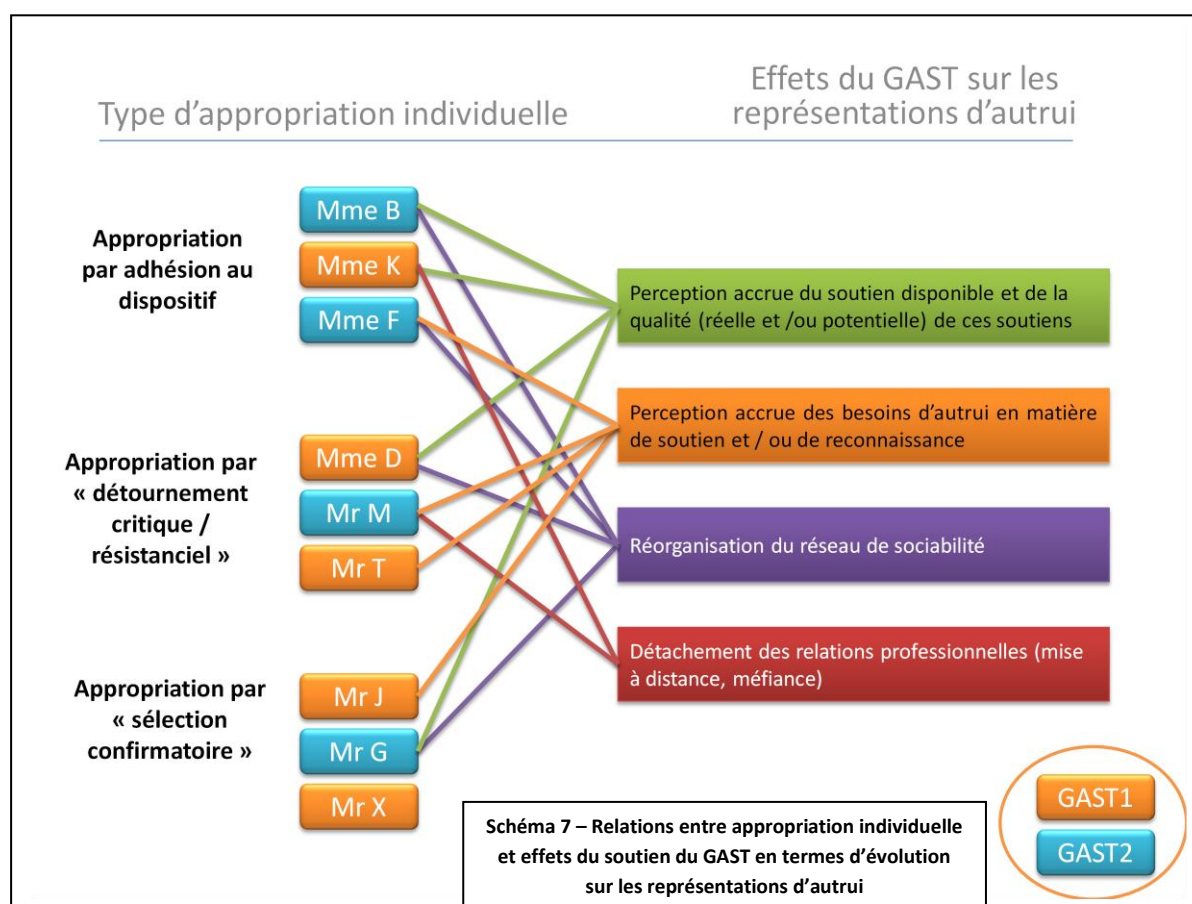 Type d'appropriation individuelle
Effets du GAST sur les
représentations d'autrui
Appropriation
par adhésion au
dispositif
Mme B
Mme K
Mme F
Appropriation par
« détournement
critique /
résistanciel »
Mme D
Mr M
Mr T
Appropriation par
« sélection
confirmatoire »
Mr J
Mr G
Mr X
Perception accrue du soutien disponible et de la
qualité (réelle et /ou potentielle) de ces soutiens
Perception accrue des besoins d'autrui en matière
de soutien et / ou de reconnaissance
Réorganisation du réseau de sociabilité
Détachement des relations professionnelles (mise
à distance, méfiance)
GAST1
GAST2
Schéma 7 – Relations entre appropriation individuelle
et effets du soutien du GAST en termes d'évolution
sur les représentations d'autrui